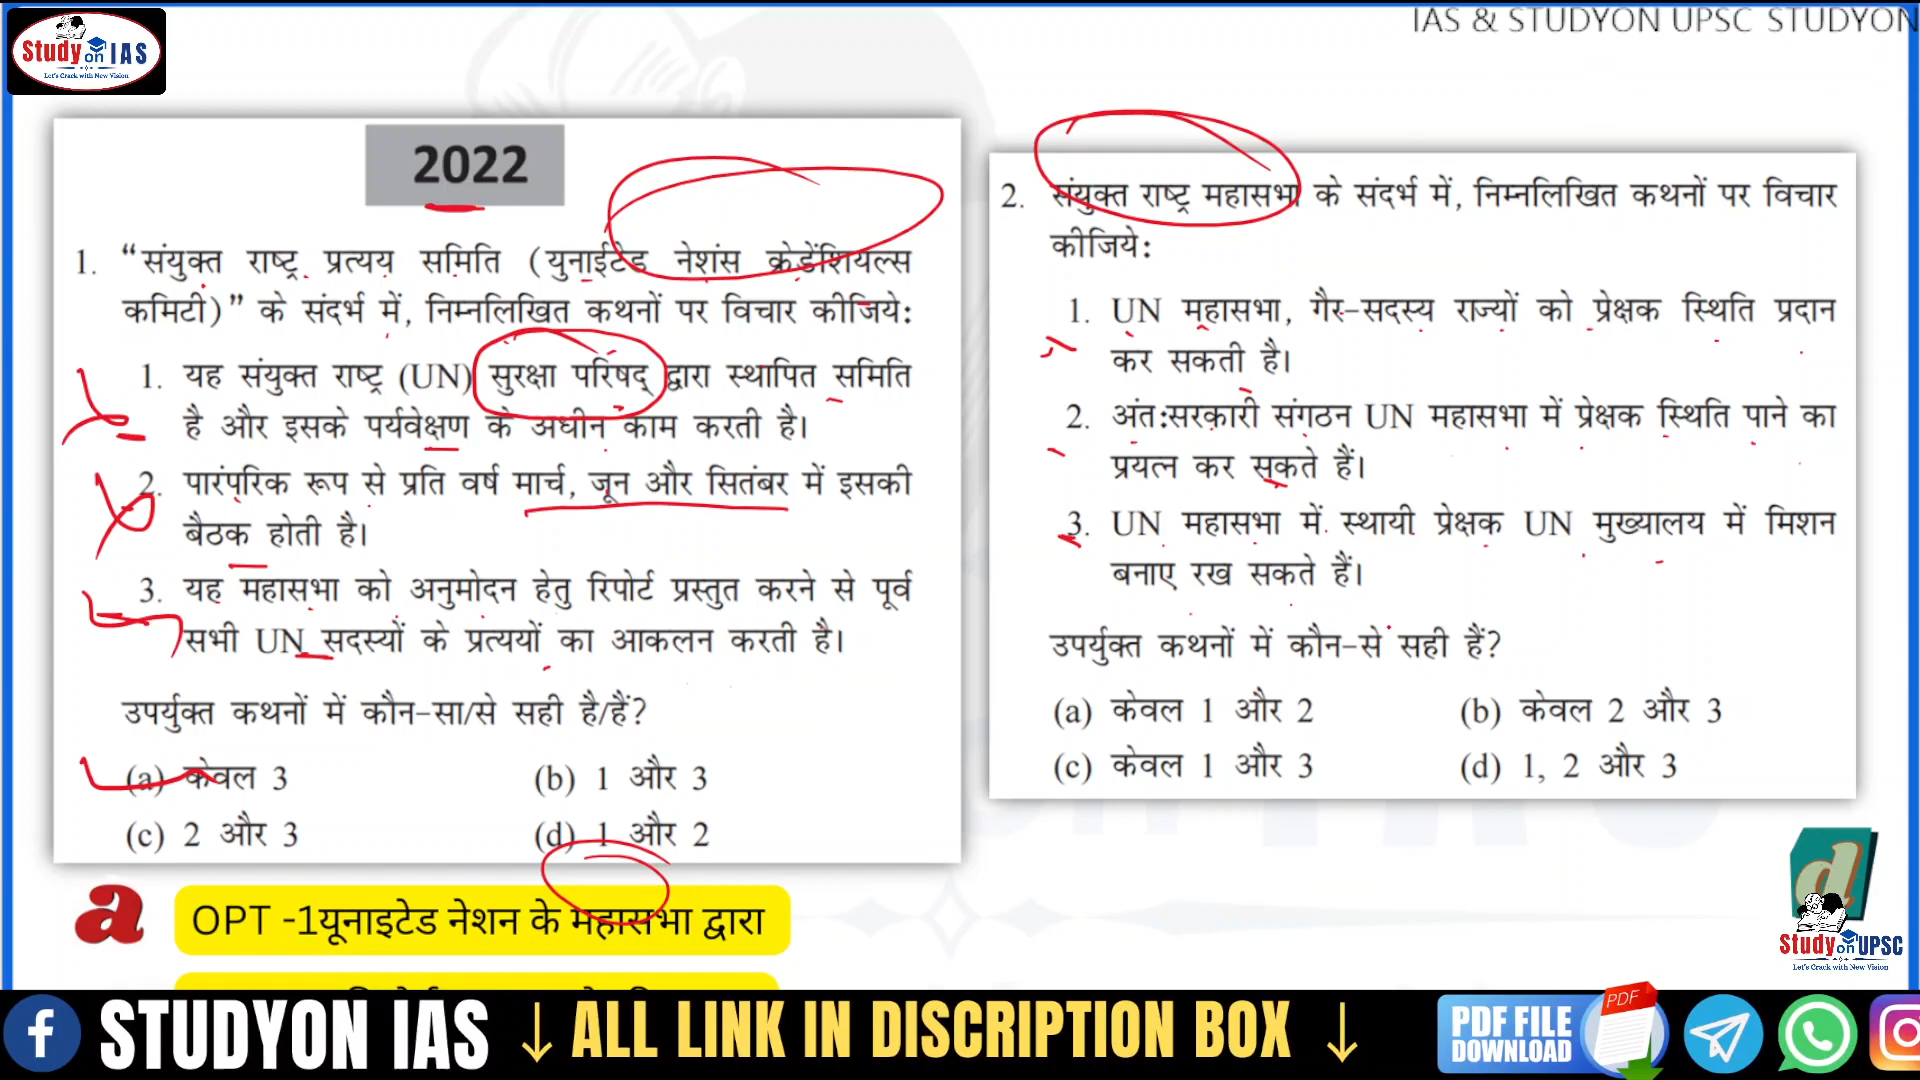 IAS & STUDYON UPSC STUDYON
Study on IAS
Let's Crack with New Vision
2022
1. “संयुक्त राष्ट्र प्रत्यय समिति (युनाईटेड नेशंस क्रेडेंशियल्स
कमिटी)” के संदर्भ में, निम्नलिखित कथनों पर विचार कीजिये:
1. यह संयुक्त राष्ट्र (UN) सुरक्षा परिषद् द्वारा स्थापित समिति
है और इसके पर्यवेक्षण के अधीन काम करती है।
2. पारंपरिक रूप से प्रति वर्ष मार्च, जून और सितंबर में इसकी
बैठक होती है।
3. यह महासभा को अनुमोदन हेतु रिपोर्ट प्रस्तुत करने से पूर्व
सभी UN सदस्यों के प्रत्ययों का आकलन करती है।
उपर्युक्त कथनों में कौन-सा/से सही है/हैं?
(a) केवल 3 (b) 1 और 3
(c) 2 और 3 (d) 1 और 2
a
OPT -1यूनाइटेड नेशन के महासभा द्वारा
2. संयुक्त राष्ट्र महासभा के संदर्भ में, निम्नलिखित कथनों पर विचार
कीजिये:
1. UN महासभा, गैर-सदस्य राज्यों को प्रेक्षक स्थिति प्रदान
कर सकती है।
2. अंतःसरकारी संगठन UN महासभा में प्रेक्षक स्थिति पाने का
प्रयत्न कर सकते हैं।
3. UN महासभा में स्थायी प्रेक्षक UN मुख्यालय में मिशन
बनाए रख सकते हैं।
उपर्युक्त कथनों में कौन-से सही हैं?
(a) केवल 1 और 2 (b) केवल 2 और 3
(c) केवल 1 और 3 (d) 1, 2 और 3
d
Study on UPSC
Let's Crack with New Vision
STUDYON IAS ↓ ALL LINK IN DISCRIPTION BOX ↓
PDF FILE
DOWNLOAD
PDF